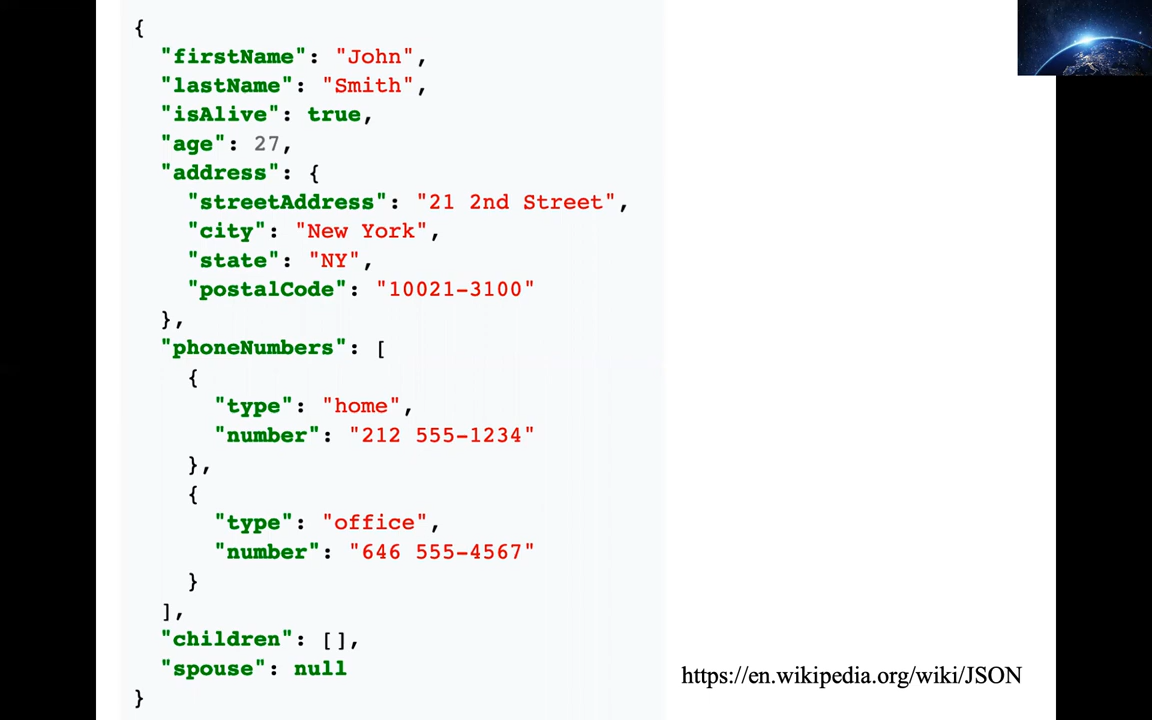 {
"firstName": "John",
"lastName": "Smith",
"isAlive": true,
"age": 27,
"address": {
"streetAddress": "21 2nd Street",
"city": "New York",
"state": "NY",
"postalCode": "10021-3100"
},
"phoneNumbers": [
{
"type": "home",
"number": "212 555-1234"
},
{
"type": "office",
"number": "646 555-4567"
}
],
"children": [],
"spouse": null
}
https://en.wikipedia.org/wiki/JSON